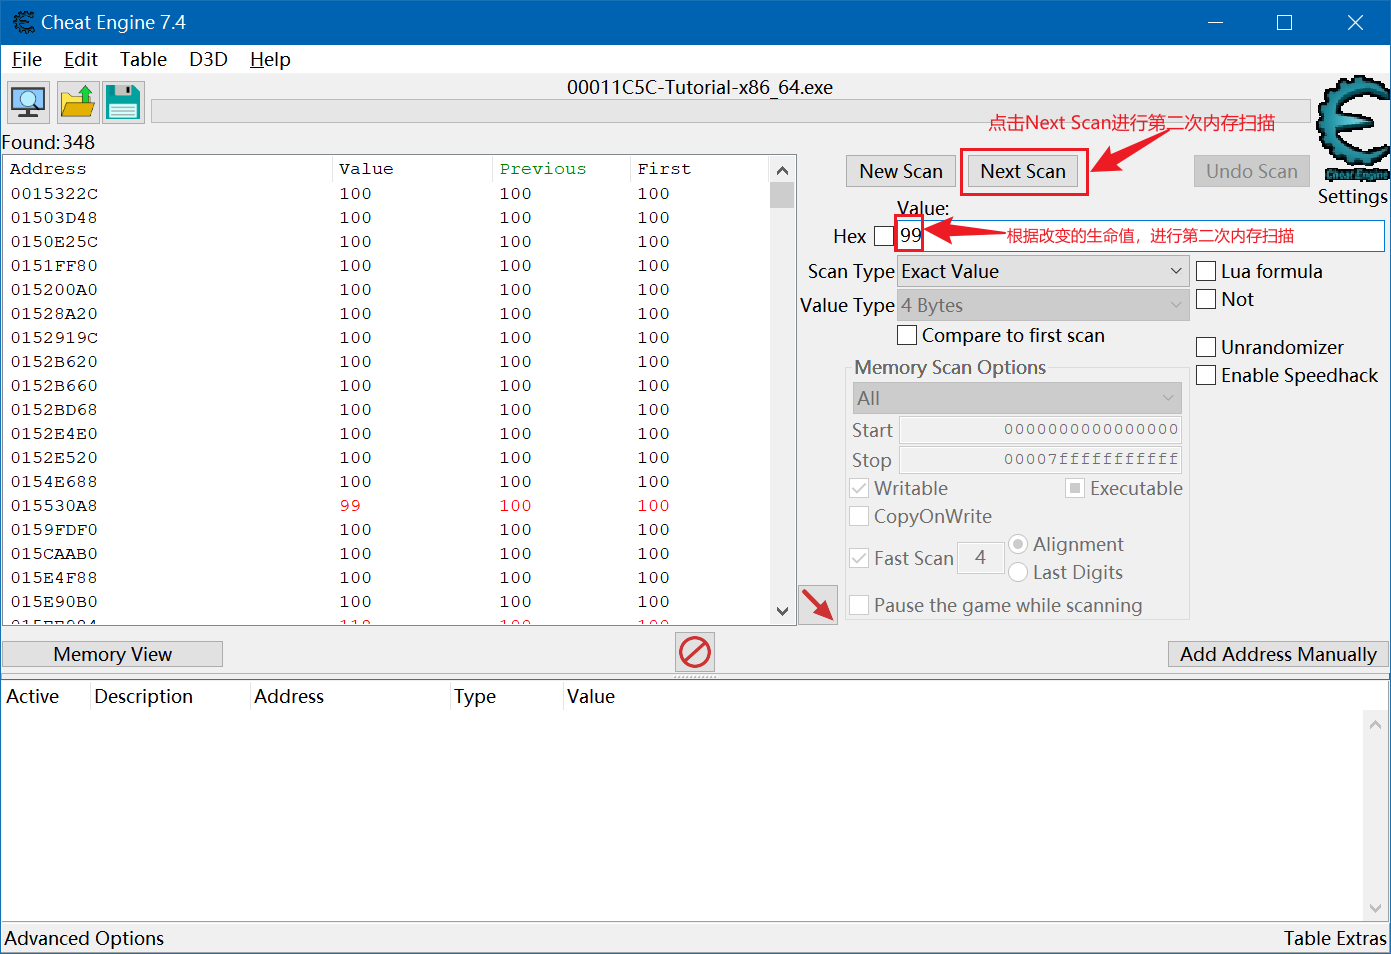 Cheat Engine 7.4
File Edit Table D3D Help
00011C5C-Tutorial-x86_64.exe
Found:348
点击Next Scan进行第二次内存扫描
Address Value Previous First
0015322C 100 100 100
01503D48 100 100 100
0150E25C 100 100 100
0151FF80 100 100 100
015200A0 100 100 100
01528A20 100 100 100
0152919C 100 100 100
0152B620 100 100 100
0152B660 100 100 100
0152BD68 100 100 100
0152E4E0 100 100 100
0152E520 100 100 100
0154E688 100 100 100
015530A8 99 100 100
0159FDF0 100 100 100
015CAAB0 100 100 100
015E4F88 100 100 100
015E90B0 100 100 100
New Scan Next Scan Undo Scan
Cheat Engine
Settings
Value:
Hex 99 根据改变的生命值，进行第二次内存扫描
Scan Type Exact Value Lua formula
Value Type 4 Bytes Not
Compare to first scan
Unrandomizer
Enable Speedhack
Memory Scan Options
All
Start 0000000000000000
Stop 00007fffffffffff
Writable Executable
CopyOnWrite
Fast Scan 4 Alignment
Last Digits
Pause the game while scanning
Memory View Add Address Manually
Active Description Address Type Value
Advanced Options Table Extras